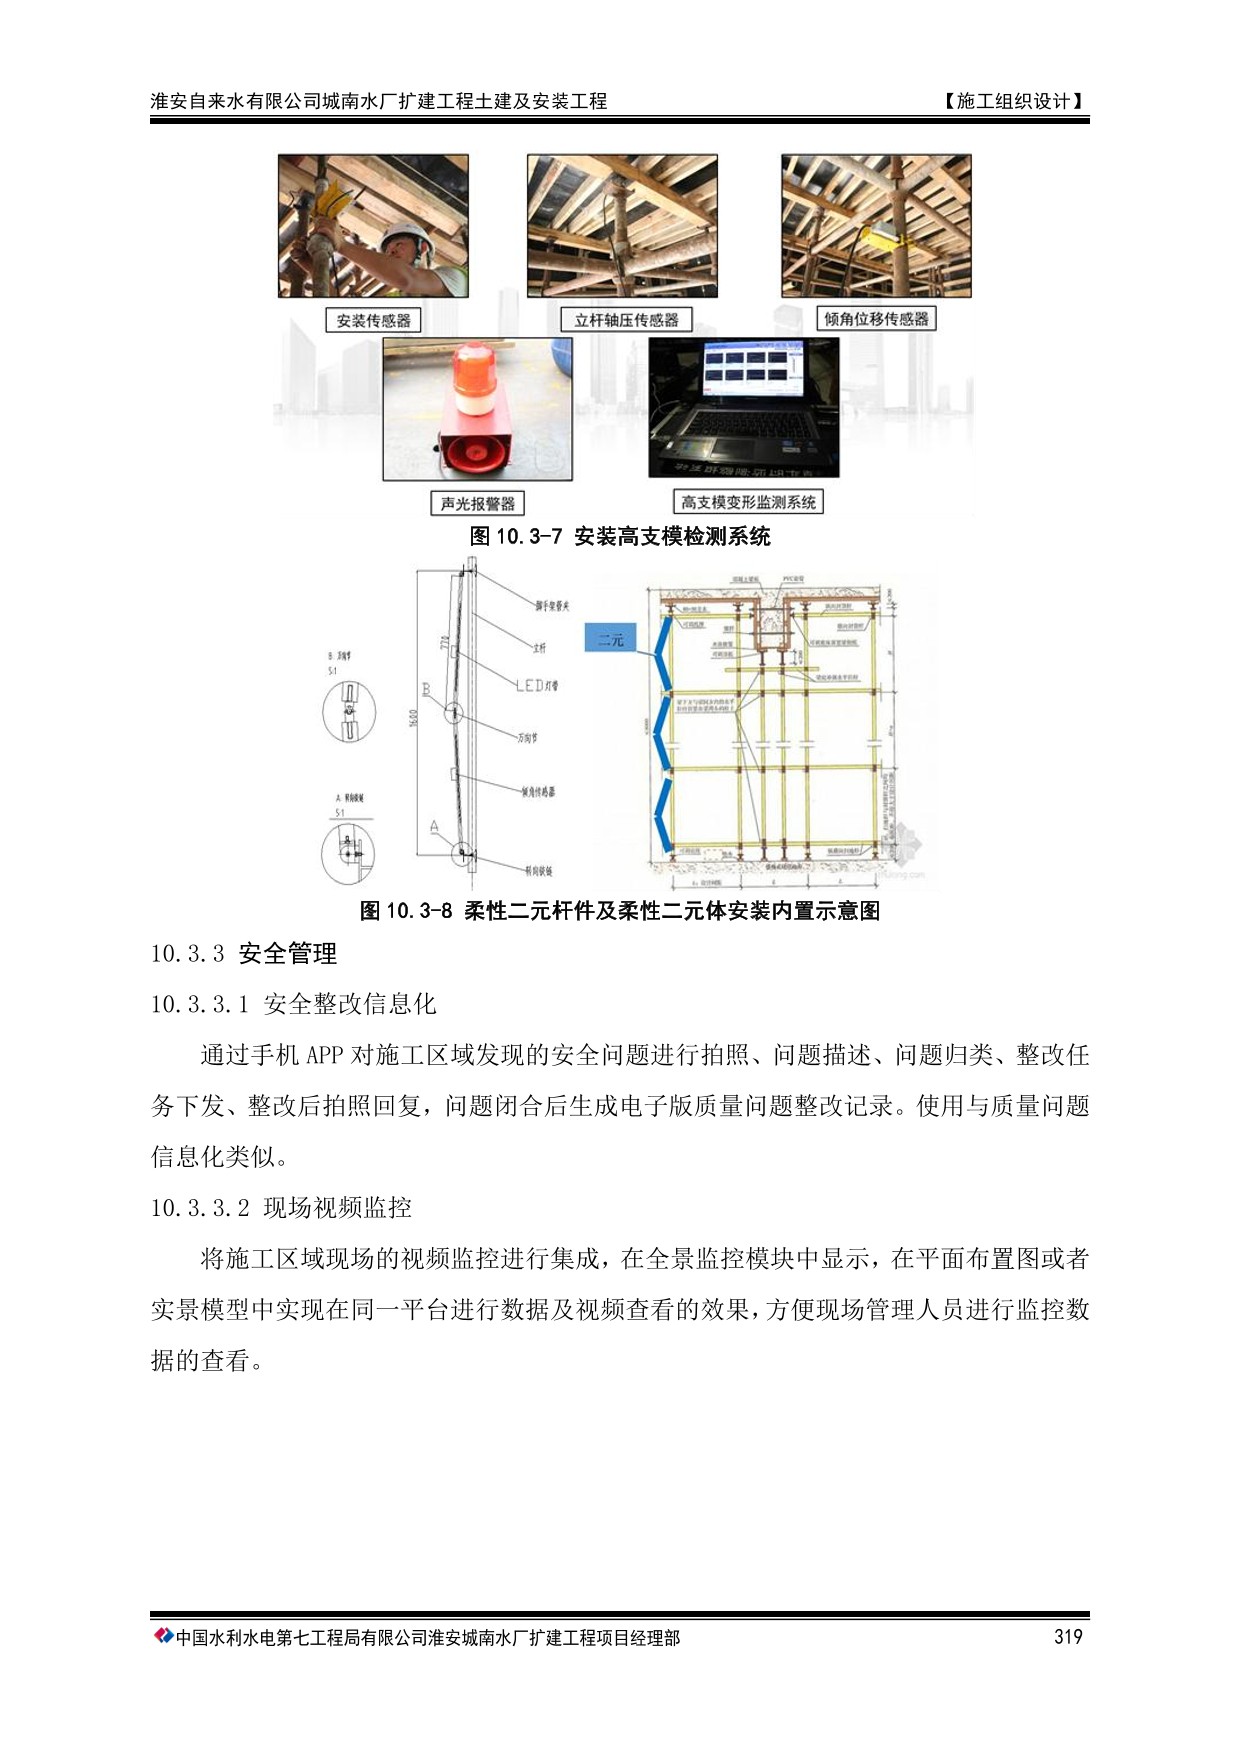 淮安自来水有限公司城南水厂扩建工程土建及安装工程 【施工组织设计】
安装传感器 立杆轴压传感器 倾角位移传感器
声光报警器 高支模变形监测系统
图 10.3-7 安装高支模检测系统
脚手架管夹
立杆
LED灯带
万向节
倾角传感器
转向铰链
770
1600
B
A
B 万向节
5:1
A 转向铰链
5:1
二元
PVC套管
图 10.3-8 柔性二元杆件及柔性二元体安装内置示意图
10.3.3 安全管理
10.3.3.1 安全整改信息化
通过手机 APP 对施工区域发现的安全问题进行拍照、问题描述、问题归类、整改任
务下发、整改后拍照回复，问题闭合后生成电子版质量问题整改记录。使用与质量问题
信息化类似。
10.3.3.2 现场视频监控
将施工区域现场的视频监控进行集成，在全景监控模块中显示，在平面布置图或者
实景模型中实现在同一平台进行数据及视频查看的效果，方便现场管理人员进行监控数
据的查看。
中国水利水电第七工程局有限公司淮安城南水厂扩建工程项目经理部 319